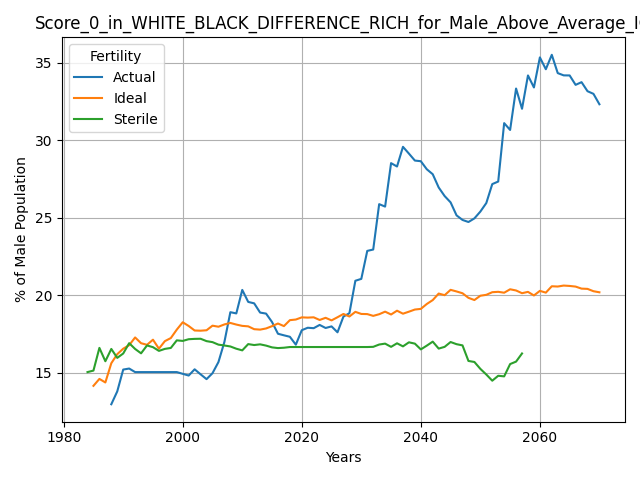 Score_0_in_WHITE_BLACK_DIFFERENCE_RICH_for_Male_Above_Average_I
Fertility
Actual
Ideal
Sterile
35
30
25
20
15
% of Male Population
1980
2000
2020
2040
2060
Years